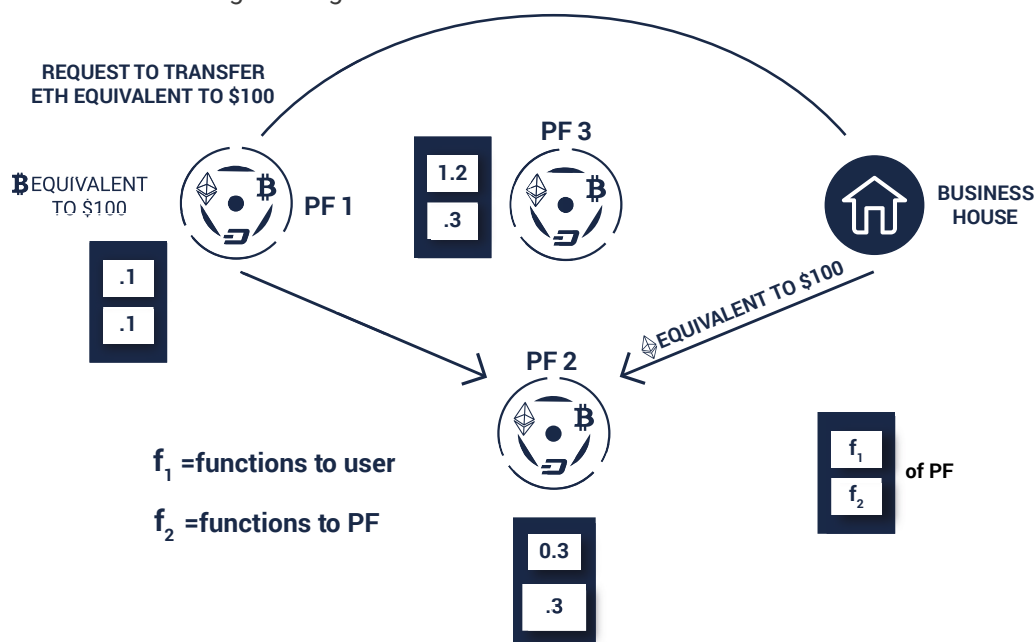 REQUEST TO TRANSFER
ETH EQUIVALENT TO $100
PF 3
1.2
.3
₿ EQUIVALENT
TO $100
PF 1
BUSINESS
HOUSE
.1
.1
EQUIVALENT TO $100
PF 2
f₁ =functions to user
f₂ =functions to PF
f₁
f₂
of PF
0.3
.3